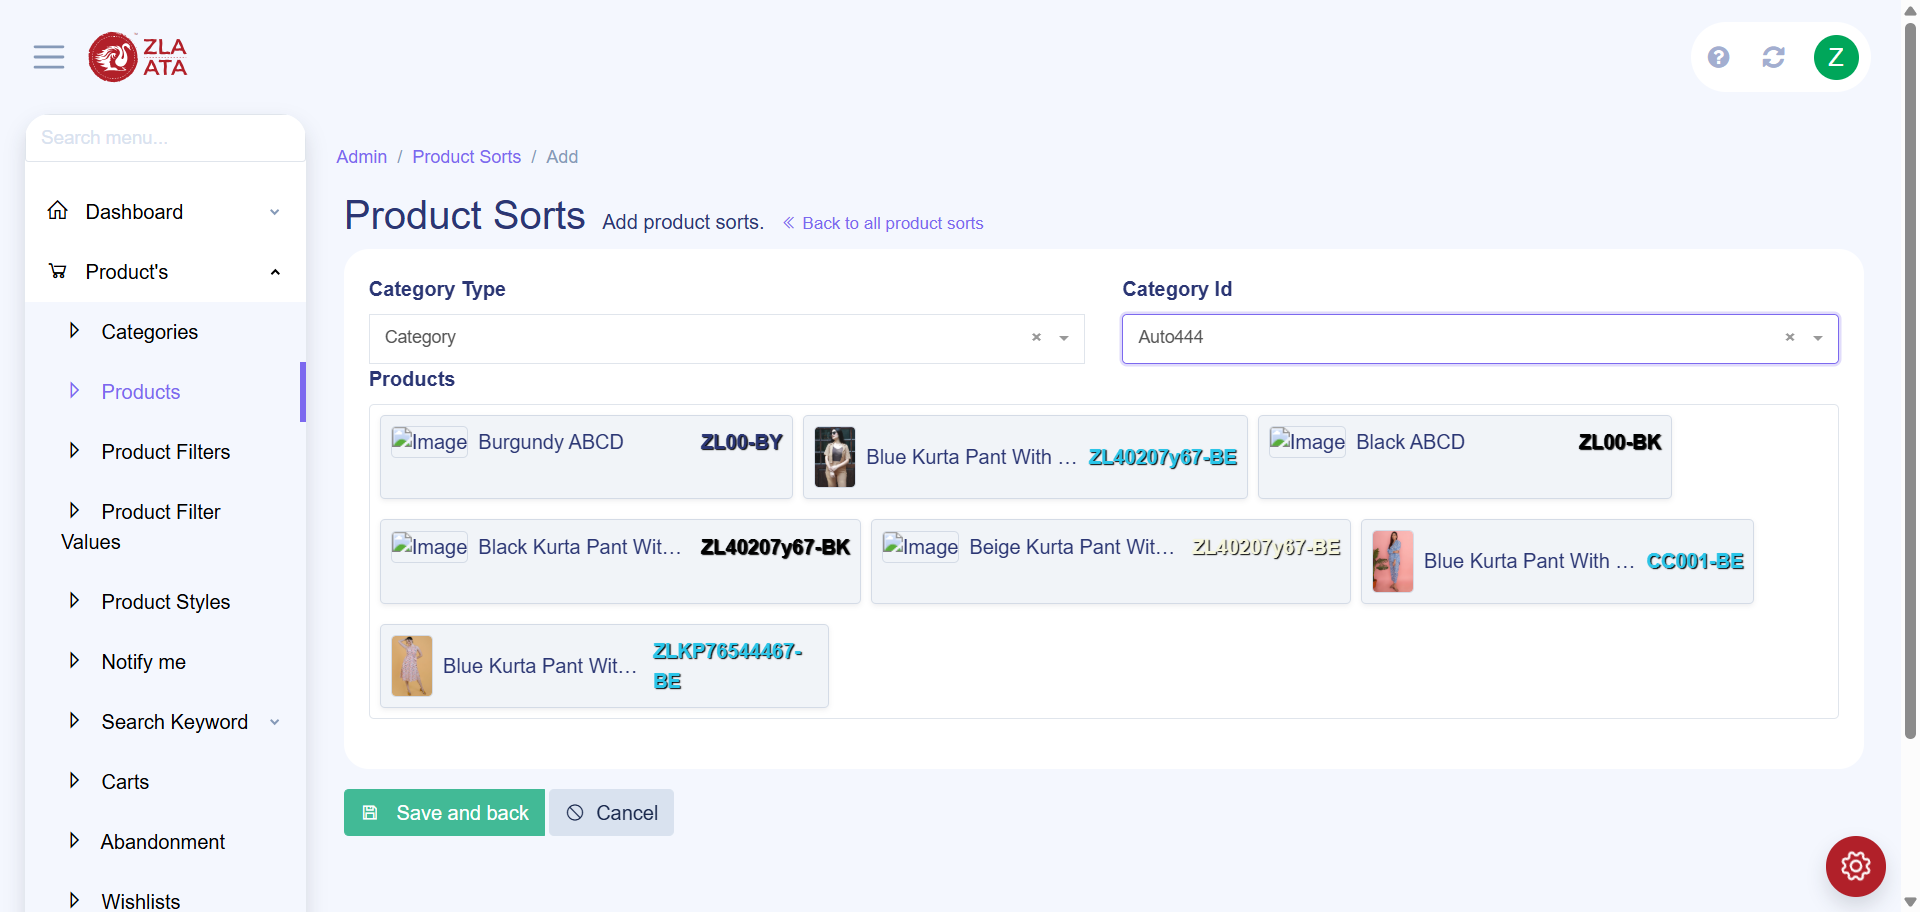 ZLA
ATA
Z
Search menu...
Admin / Product Sorts / Add
Dashboard
Product Sorts Add product sorts. Back to all product sorts
Product's
Category Type
Category Id
Categories
Category × 
Auto444 ×
Products
Products
Burgundy ABCD ZL00-BY
Blue Kurta Pant With ... ZL40207y67-BE
Black ABCD ZL00-BK
Image
Image
Product Filters
Product Filter
Values
Image Black Kurta Pant Wit... ZL40207y67-BK
Image Beige Kurta Pant Wit... ZL40207y67-BE
Blue Kurta Pant With ... CC001-BE
Product Styles
Notify me
Blue Kurta Pant Wit... ZLKP76544467-
BE
Search Keyword
Carts
Save and back
Cancel
Abandonment
Wishlists